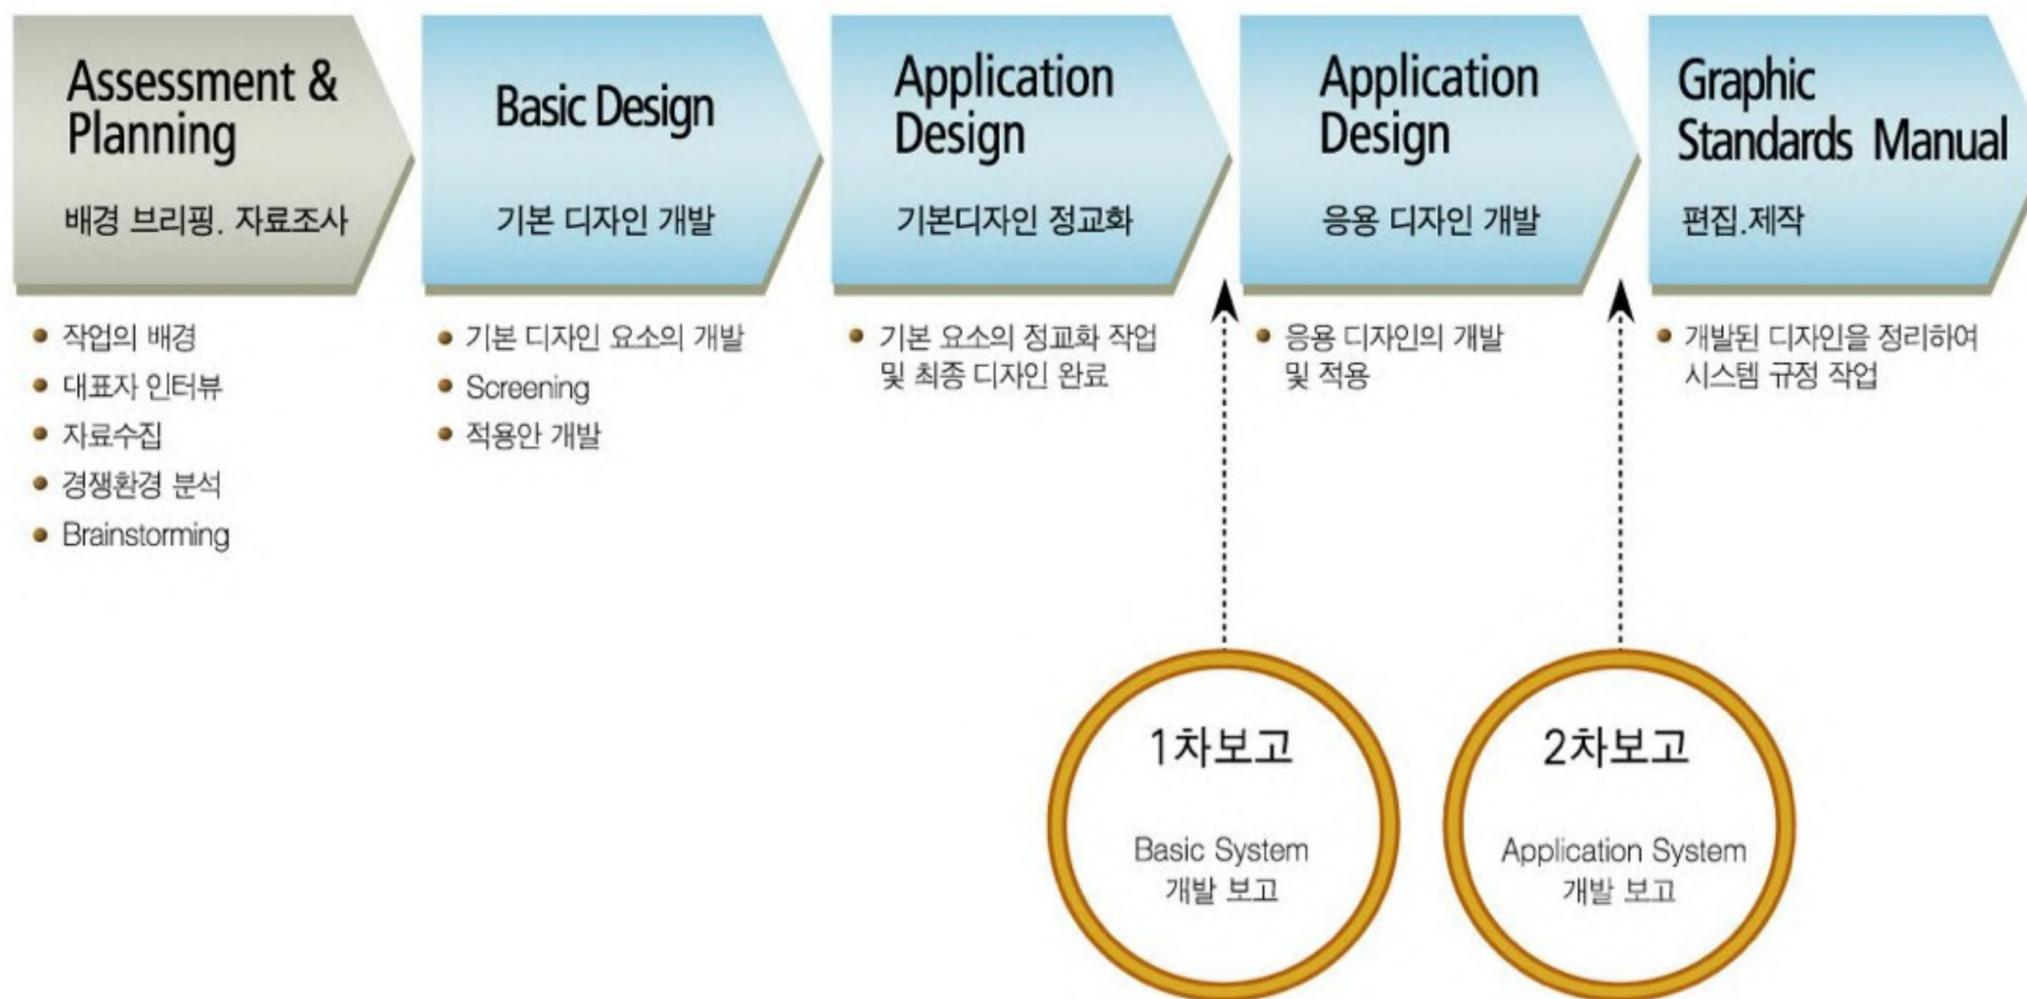 Assessment &
Planning
배경 브리핑. 자료조사
작업의 배경
대표자 인터뷰
자료수집
경쟁환경 분석
Brainstorming
Basic Design
기본 디자인 개발
기본 디자인 요소의 개발
Screening
적용안 개발
Application
Design
기본디자인 정교화
기본 요소의 정교화 작업
및 최종 디자인 완료
Application
Design
응용 디자인 개발
응용 디자인의 개발
및 적용
Graphic
Standards Manual
편집.제작
개발된 디자인을 정리하여
시스템 규정 작업
1차보고
Basic System
개발 보고
2차보고
Application System
개발 보고